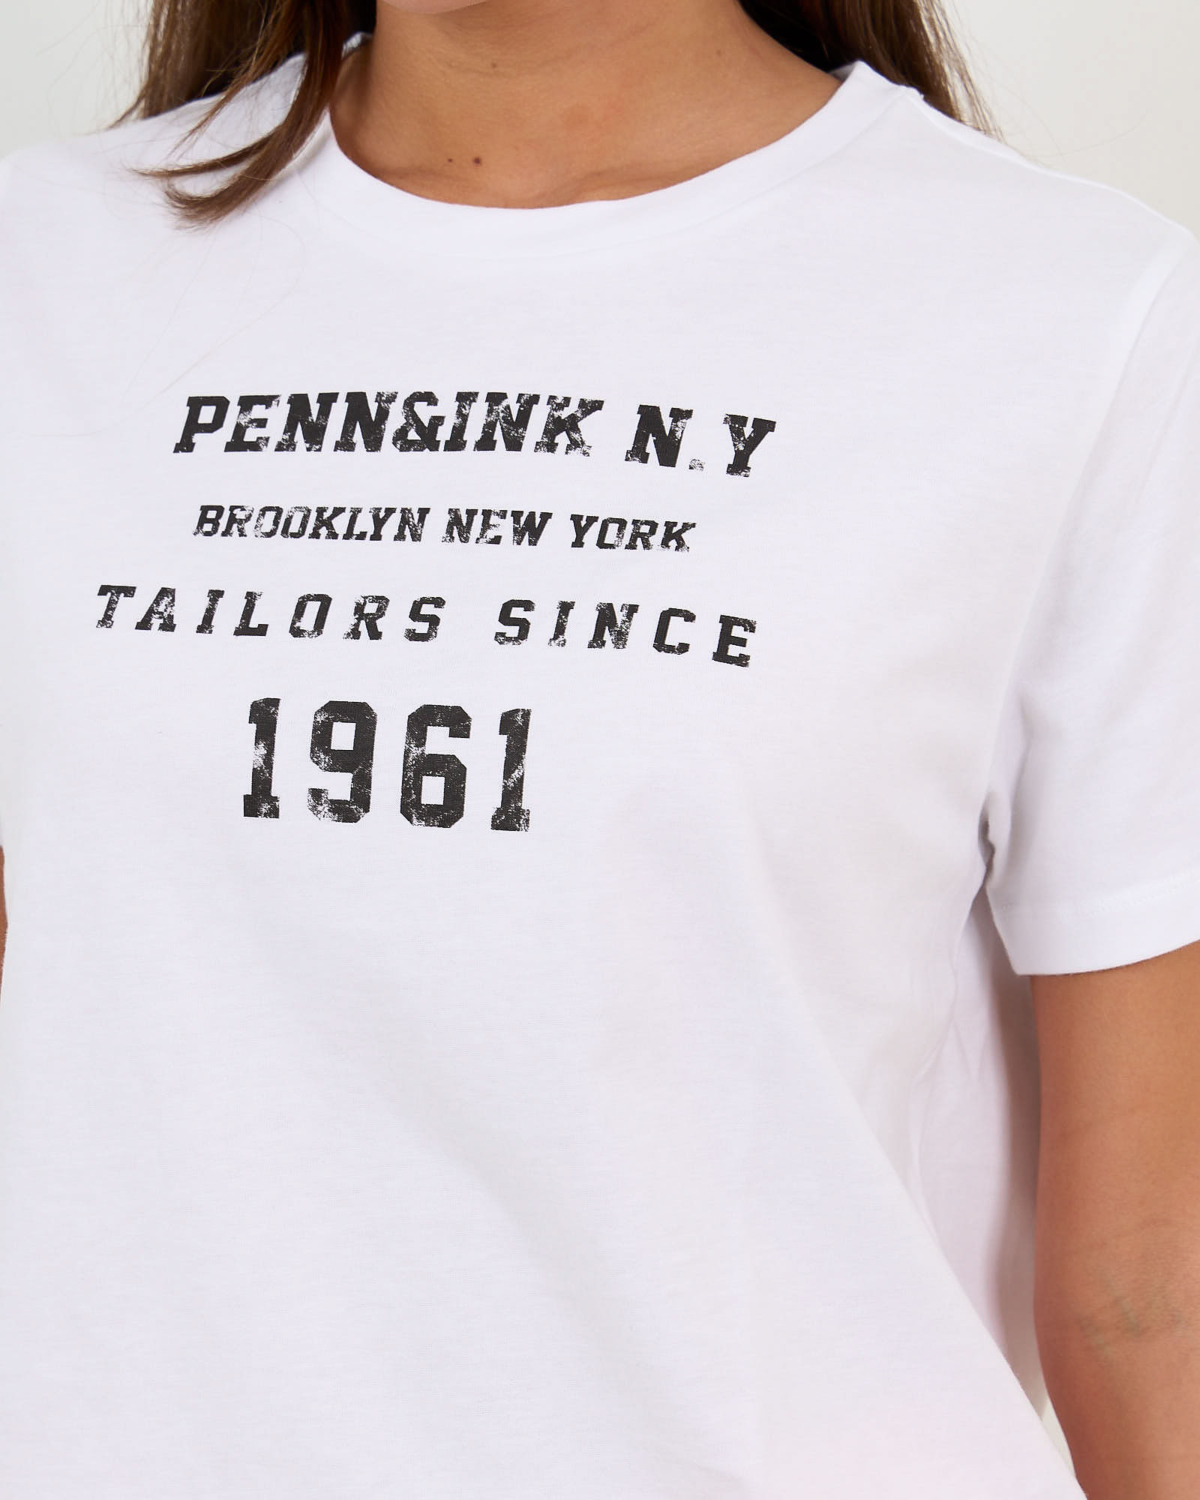 PENN&INK N.Y
BROOKLYN NEW YORK
TAILORS SINCE
1961